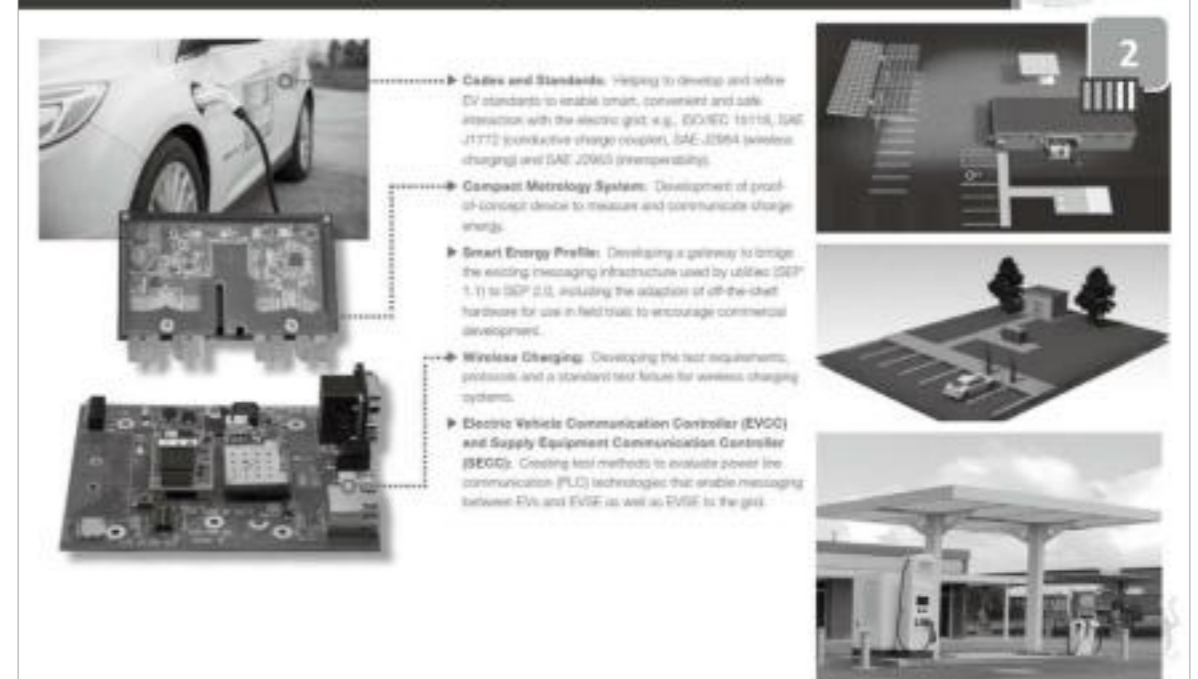 2
Codes and Standards: Helping to develop and refine
EV standards to enable smart, convenient and safe
interaction with the electric grid; e.g., ISO/IEC 15118, SAE
J1772 (conductive charge coupler), SAE J2954 (wireless
charging) and SAE J2953 (interoperability).
Compact Metrology System: Development of proof-
of-concept device to measure and communicate charge
energy.
Smart Energy Profile: Developing a gateway to bridge
the existing messaging infrastructure used by utilities (SEP
1.1) to SEP 2.0, including the adaption of off-the-shelf
hardware for use in field trials to encourage commercial
development.
Wireless Charging: Developing the test requirements,
protocols and a standard test fixture for wireless charging
systems.
Electric Vehicle Communication Controller (EVCC)
and Supply Equipment Communication Controller
(SECC): Creating test methods to evaluate power line
communication (PLC) technologies that enable messaging
between EVs and EVSE as well as EVSE to the grid.